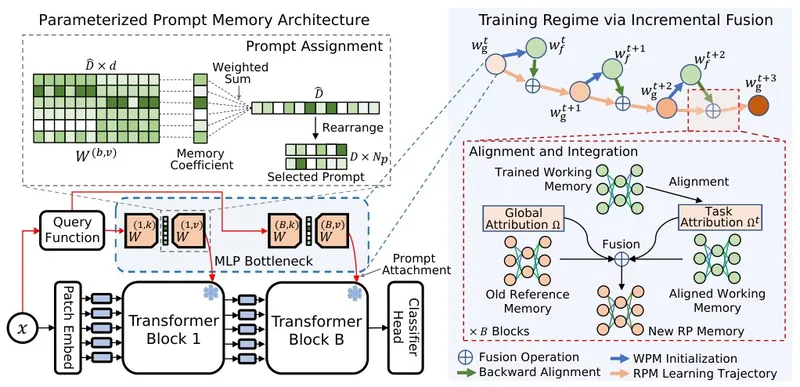 Parameterized Prompt Memory Architecture
Prompt Assignment
D̂ × d
Weighted
Sum
D̂
Rearrange
D × N_p
W^(b,v)
Memory
Coefficient
Selected Prompt
Query
Function
W^(1,k)
W^(1,v)
W^(B,k)
W^(B,v)
MLP Bottleneck
Prompt
Attachment
x
Patch Embed
Transformer
Block 1
Transformer
Block B
Classifier
Head
Training Regime via Incremental Fusion
w_g^t
w_f^t
w_f^t+1
w_f^t+2
w_g^t+1
w_g^t+2
w_g^t+3
Alignment and Integration
Trained Working
Memory
Alignment
Global
Attribution Ω
Task
Attribution Ω^t
Fusion
Old Reference
Memory
Aligned Working
Memory
× B Blocks
New RP Memory
Fusion Operation
WPM Initialization
Backward Alignment
RPM Learning Trajectory